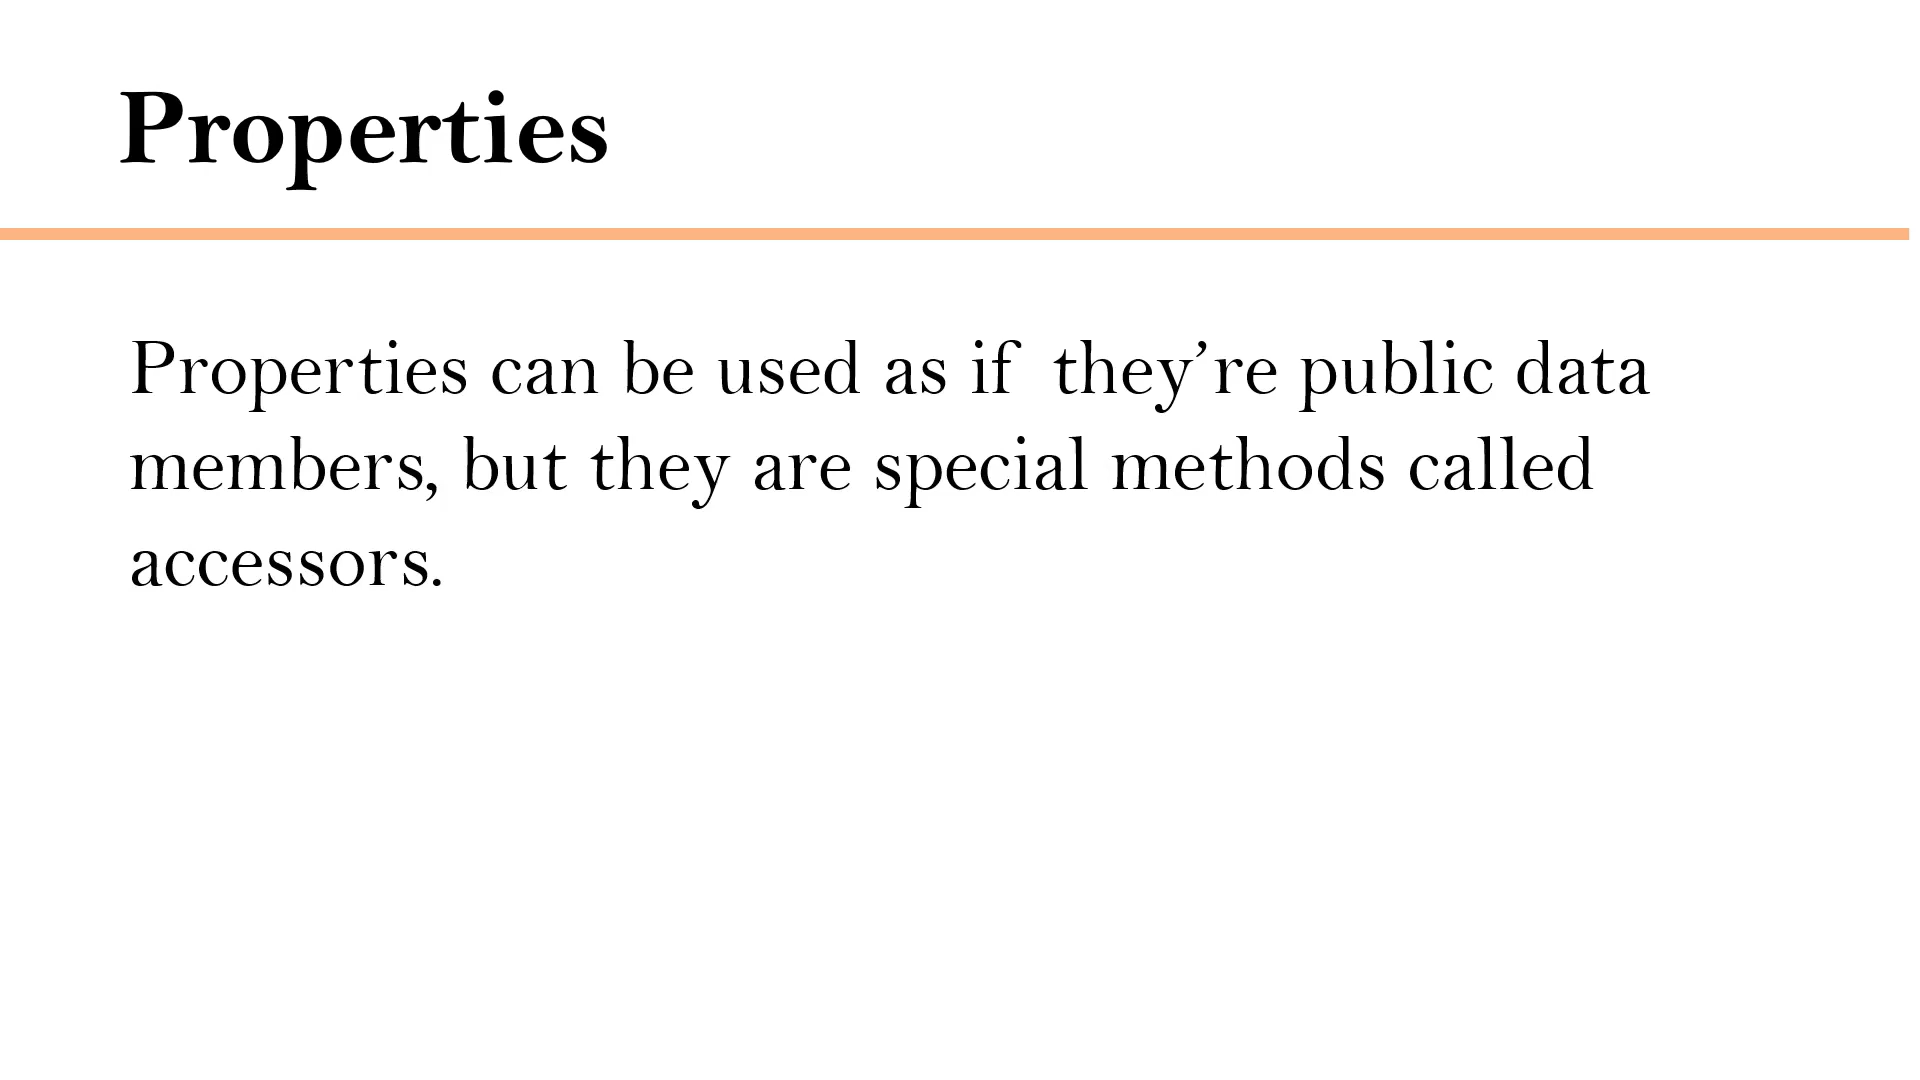 Properties
Properties can be used as if they’re public data
members, but they are special methods called
accessors.